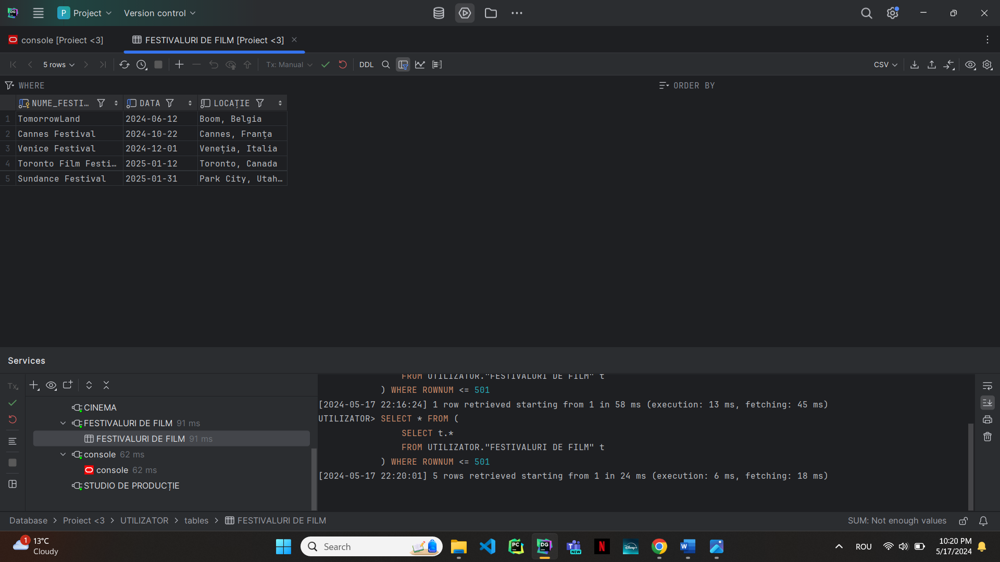 P Project Version control
console [Proiect <3] FESTIVALURI DE FILM [Proiect <3]
5 rows Tx: Manual DDL CSV
WHERE ORDER BY
NUME_FESTI… DATA LOCAȚIE
1 TomorrowLand 2024-06-12 Boom, Belgia
2 Cannes Festival 2024-10-22 Cannes, Franța
3 Venice Festival 2024-12-01 Veneția, Italia
4 Toronto Film Festi… 2025-01-12 Toronto, Canada
5 Sundance Festival 2025-01-31 Park City, Utah…
Services
Tx
CINEMA
FESTIVALURI DE FILM 91 ms
FESTIVALURI DE FILM 91 ms
console 62 ms
console 62 ms
STUDIO DE PRODUCȚIE
FROM UTILIZATOR."FESTIVALURI DE FILM" t
) WHERE ROWNUM <= 501
[2024-05-17 22:16:24] 1 row retrieved starting from 1 in 58 ms (execution: 13 ms, fetching: 45 ms)
UTILIZATOR> SELECT * FROM (
SELECT t.*
FROM UTILIZATOR."FESTIVALURI DE FILM" t
) WHERE ROWNUM <= 501
[2024-05-17 22:20:01] 5 rows retrieved starting from 1 in 24 ms (execution: 6 ms, fetching: 18 ms)
Database > Proiect <3 > UTILIZATOR > tables > FESTIVALURI DE FILM SUM: Not enough values
1 13°C
Cloudy
Search
PC DG NEW N Disney+ W
ROU
10:20 PM
5/17/2024